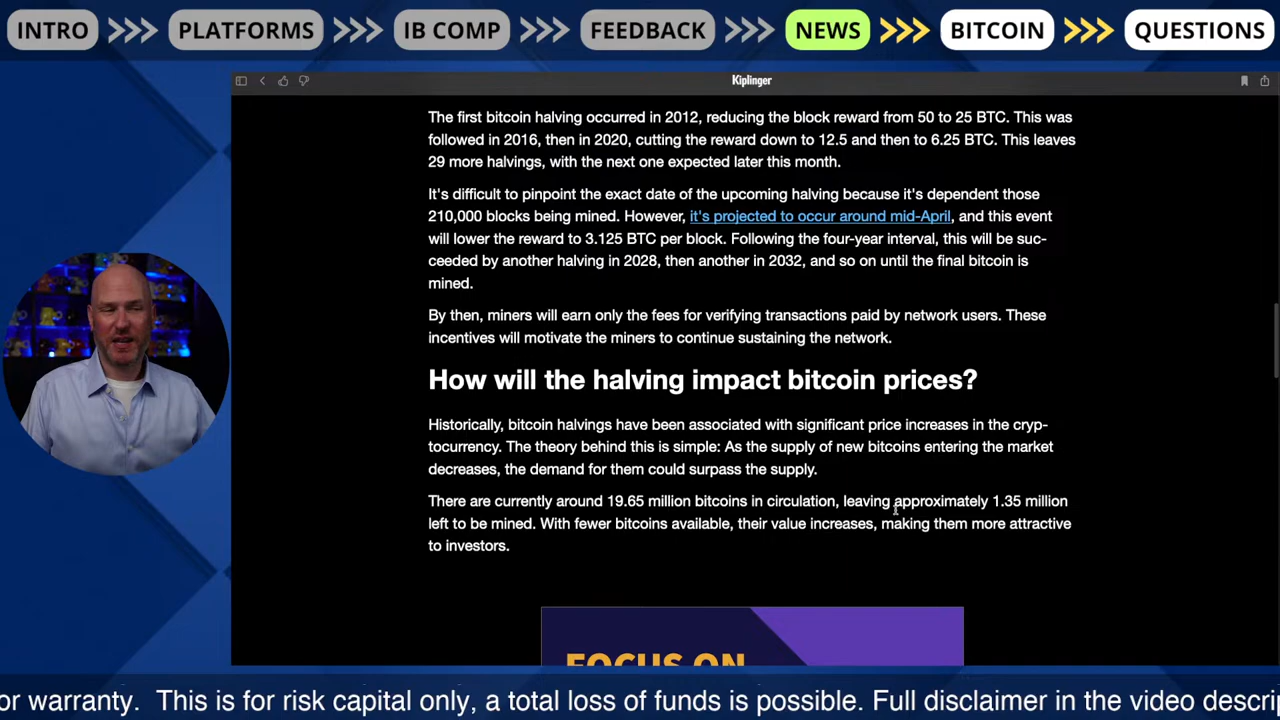 INTRO PLATFORMS IB COMP FEEDBACK NEWS BITCOIN QUESTIONS
Kiplinger
The first bitcoin halving occurred in 2012, reducing the block reward from 50 to 25 BTC. This was
followed in 2016, then in 2020, cutting the reward down to 12.5 and then to 6.25 BTC. This leaves
29 more halvings, with the next one expected later this month.
It's difficult to pinpoint the exact date of the upcoming halving because it's dependent those
210,000 blocks being mined. However, it's projected to occur around mid-April, and this event
will lower the reward to 3.125 BTC per block. Following the four-year interval, this will be suc-
ceeded by another halving in 2028, then another in 2032, and so on until the final bitcoin is
mined.
By then, miners will earn only the fees for verifying transactions paid by network users. These
incentives will motivate the miners to continue sustaining the network.
How will the halving impact bitcoin prices?
Historically, bitcoin halvings have been associated with significant price increases in the cryp-
tocurrency. The theory behind this is simple: As the supply of new bitcoins entering the market
decreases, the demand for them could surpass the supply.
There are currently around 19.65 million bitcoins in circulation, leaving approximately 1.35 million
left to be mined. With fewer bitcoins available, their value increases, making them more attractive
to investors.
FOCUS ON
or warranty. This is for risk capital only, a total loss of funds is possible. Full disclaimer in the video descri